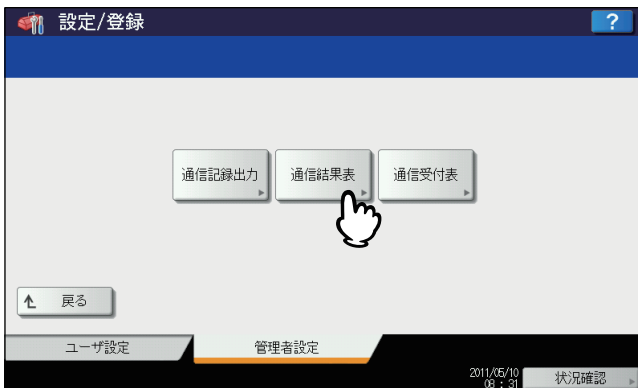 設定/登録
?
通信記録出力
通信結果表
通信受付表
戻る
ユーザ設定
管理者設定
2011/05/10
08:31
状況確認